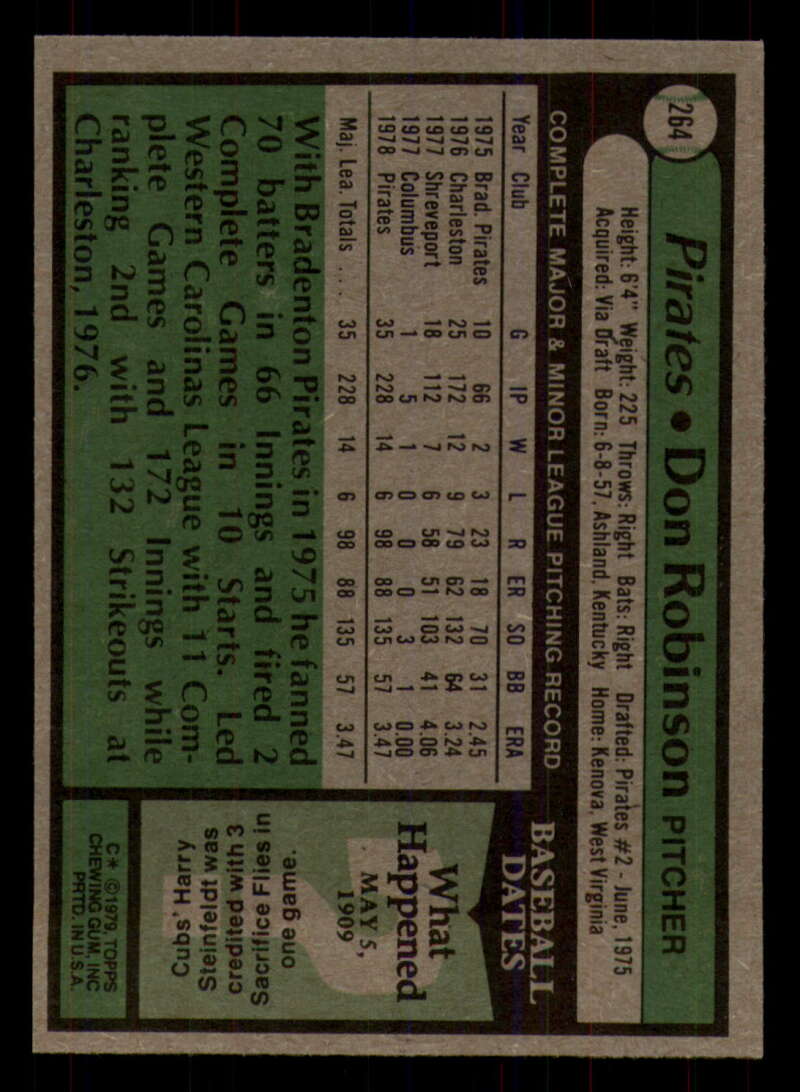 264
Pirates • Don Robinson PITCHER
Height: 6'4" Weight: 225 Throws: Right Bats: Right Drafted: Pirates #2 - June, 1975
Acquired: Via Draft Born: 6-8-57, Ashland, Kentucky Home: Kenova, West Virginia
COMPLETE MAJOR & MINOR LEAGUE PITCHING RECORD
Year Club G IP W L R ER SO BB ERA
1975 Brad. Pirates 10 66 2 3 23 18 70 31 2.45
1976 Charleston 25 172 12 9 79 62 132 64 3.24
1977 Shreveport 18 112 7 6 58 51 103 41 4.06
1977 Columbus 1 5 1 0 0 0 3 1 0.00
1978 Pirates 35 228 14 6 98 88 135 57 3.47
Maj. Lea. Totals . . . 35 228 14 6 98 88 135 57 3.47
With Bradenton Pirates in 1975 he fanned
70 batters in 66 Innings and fired 2
Complete Games in 10 Starts. Led
Western Carolinas League with 11 Com-
plete Games and 172 Innings while
ranking 2nd with 132 Strikeouts at
Charleston, 1976.
BASEBALL
DATES
What
Happened
MAY 5,
1909
Cubs' Harry
Steinfeldt was
credited with 3
Sacrifice Flies in
one game.
C* ©1979, TOPPS
CHEWING GUM, INC
PRTD. IN U.S.A.